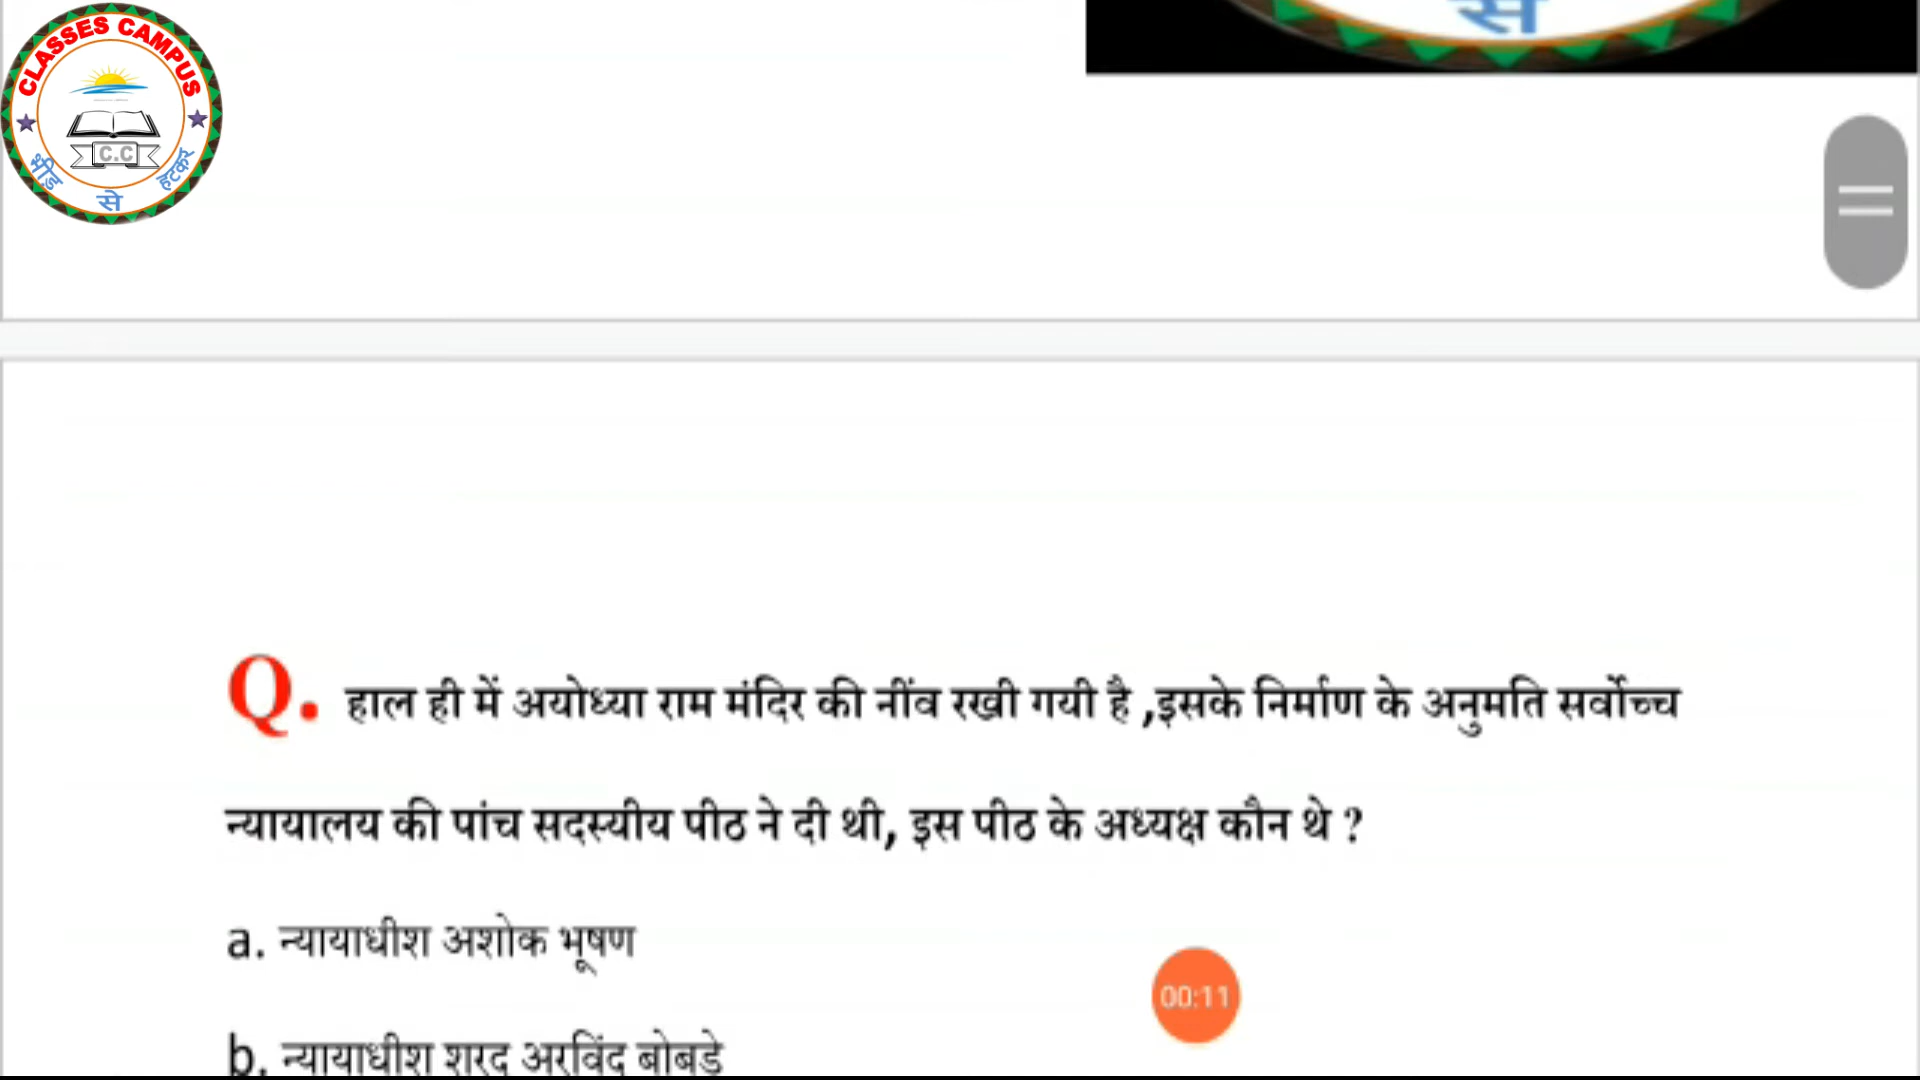 CLASSES CAMPUS
C.C
भीड़ से हटकर
से
Q. हाल ही में अयोध्या राम मंदिर की नींव रखी गयी है ,इसके निर्माण के अनुमति सर्वोच्च
न्यायालय की पांच सदस्यीय पीठ ने दी थी, इस पीठ के अध्यक्ष कौन थे ?
a. न्यायाधीश अशोक भूषण
00:11
b. न्यायाधीश शरद अरविंद बोबडे